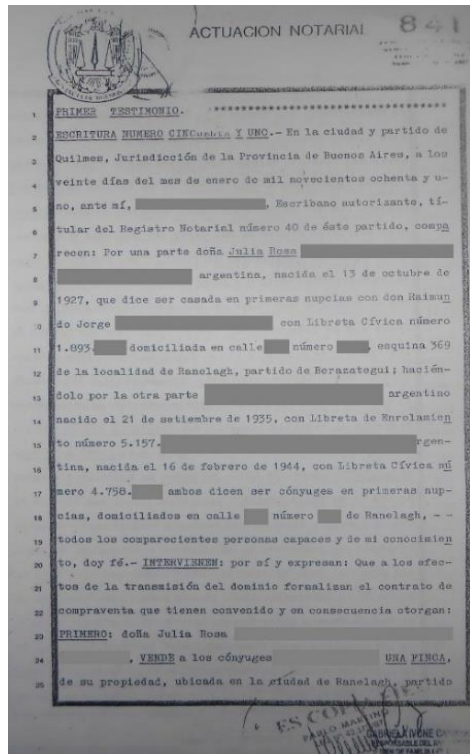 ACTUACION NOTARIAL
841
1 PRIMER TESTIMONIO.
2 ESCRITURA NUMERO CINCuenta Y UNO.- En la ciudad y partido de
3 Quilmes, Jurisdicción de la Provincia de Buenos Aires, a los
4 veinte días del mes de enero de mil novecientos ochenta y u-
5 no, ante mí, , Escribano autorizante, tí-
6 tular del Registro Notarial número 40 de ésto partido, compa
7 recen: Por una parte doña Julia Rosa
8 argentina, nacida el 13 de octubre de
9 1927, que dice ser casada en primeras nupcias con don Raimun
10 do Jorge con Libreta Cívica número
11 1.893. domiciliada en calle número , esquina 369
12 de la localidad de Ranelagh, partido de Berazategui; hacién-
13 dolo por la otra parte argentino
14 nacido el 21 de setiembre de 1935, con Libreta de Enrolamien
15 to número 5.157. rgen-
16 tina, nacida el 16 de febrero de 1944, con Libreta Cívica nú
17 mero 4.758. ambos dicen ser cónyuges en primeras nup-
18 cias, domiciliados en calle número de Ranelagh, - -
19 todos los comparecientes personas capaces y de mi conocimien
20 to, doy fé.- INTERVIENEN: por sí y expresan: Que a los efec-
21 tos de la transmisión del dominio formalizan el contrato de
22 compraventa que tienen convenido y en consecuencia otorgan:
23 PRIMERO: doña Julia Rosa
24 , VENDE a los cónyuges UNA FINCA,
25 de su propiedad, ubicada en la ciudad de Ranelagh, partido
ES COPIA FIEL
PABLO MARTIN
GABRIELA IVONE